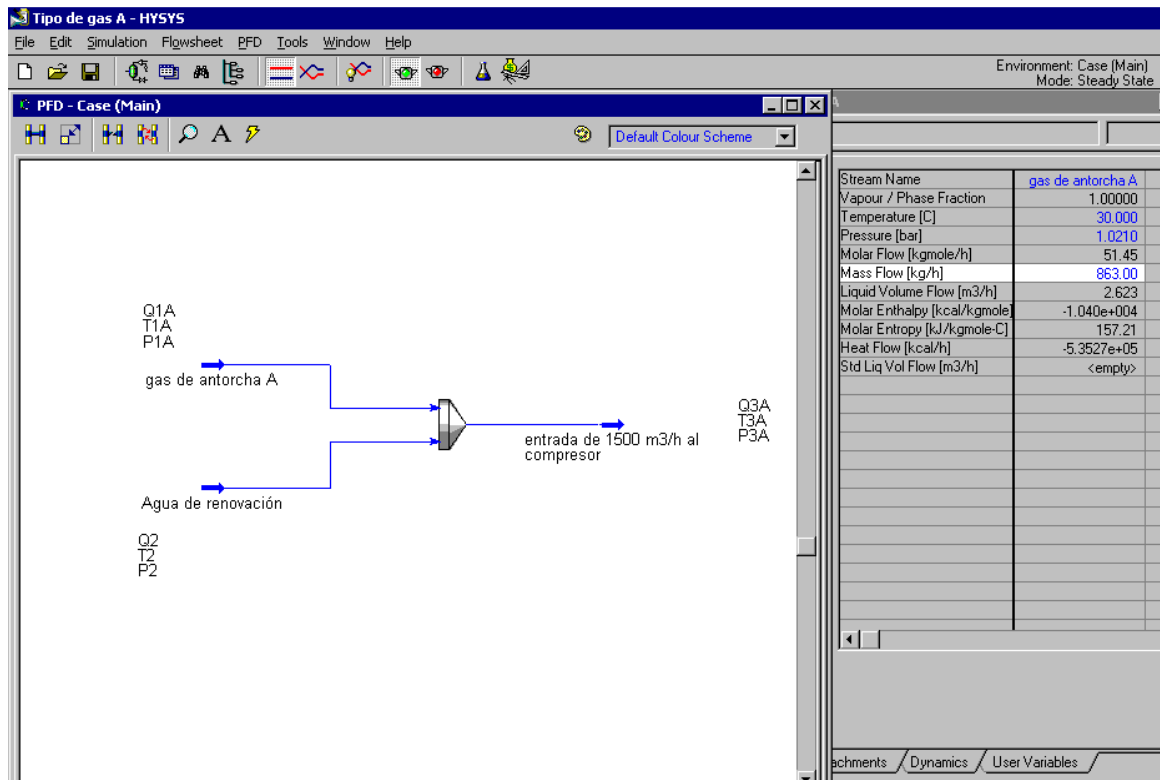 Tipo de gas A - HYSYS
File Edit Simulation Flowsheet PFD Tools Window Help
Environment: Case (Main)
Mode: Steady State
PFD - Case (Main)
A
Default Colour Scheme
Stream Name gas de antorcha A
Vapour / Phase Fraction 1.00000
Temperature [C] 30.000
Pressure [bar] 1.0210
Molar Flow [kgmole/h] 51.45
Mass Flow [kg/h] 863.00
Liquid Volume Flow [m3/h] 2.623
Molar Enthalpy [kcal/kgmole] -1.040e+004
Molar Entropy [kJ/kgmole-C] 157.21
Heat Flow [kcal/h] -5.3527e+05
Std Liq Vol Flow [m3/h] <empty>
Q1A
T1A
P1A
gas de antorcha A
Q3A
T3A
P3A
entrada de 1500 m3/h al
compresor
Agua de renovación
Q2
T2
P2
achments Dynamics User Variables